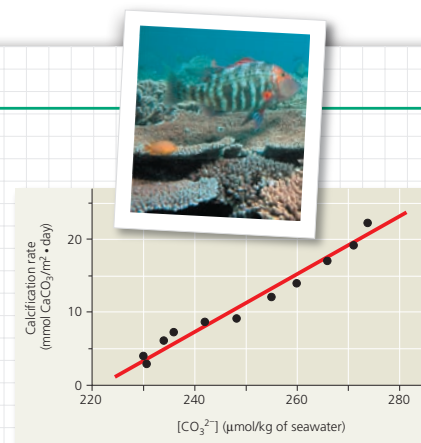 Calcification rate
(mmol CaCO₃/m² • day)
20
10
0
220
240
260
280
[CO₃²⁻] (µmol/kg of seawater)